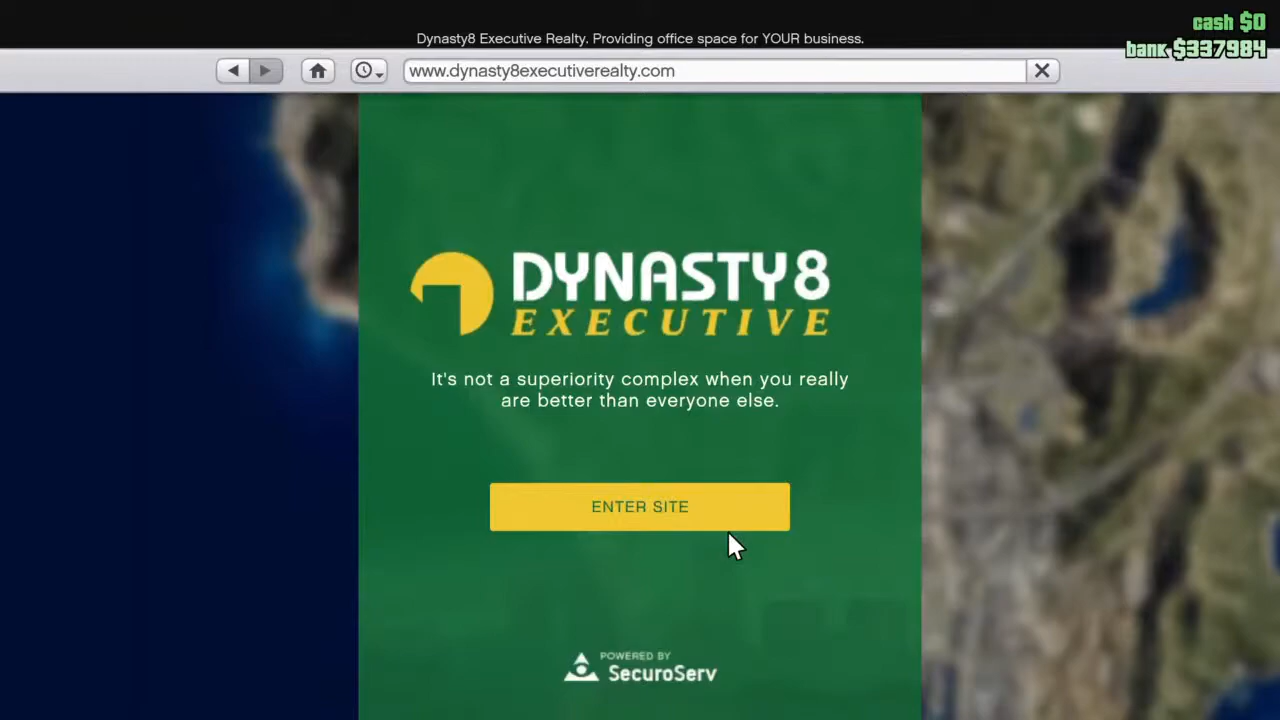 cash $0
Dynasty8 Executive Realty. Providing office space for YOUR business.
bank $337984
www.dynasty8executiverealty.com
DYNASTY8
EXECUTIVE
It's not a superiority complex when you really
are better than everyone else.
ENTER SITE
POWERED BY
SecuroServ